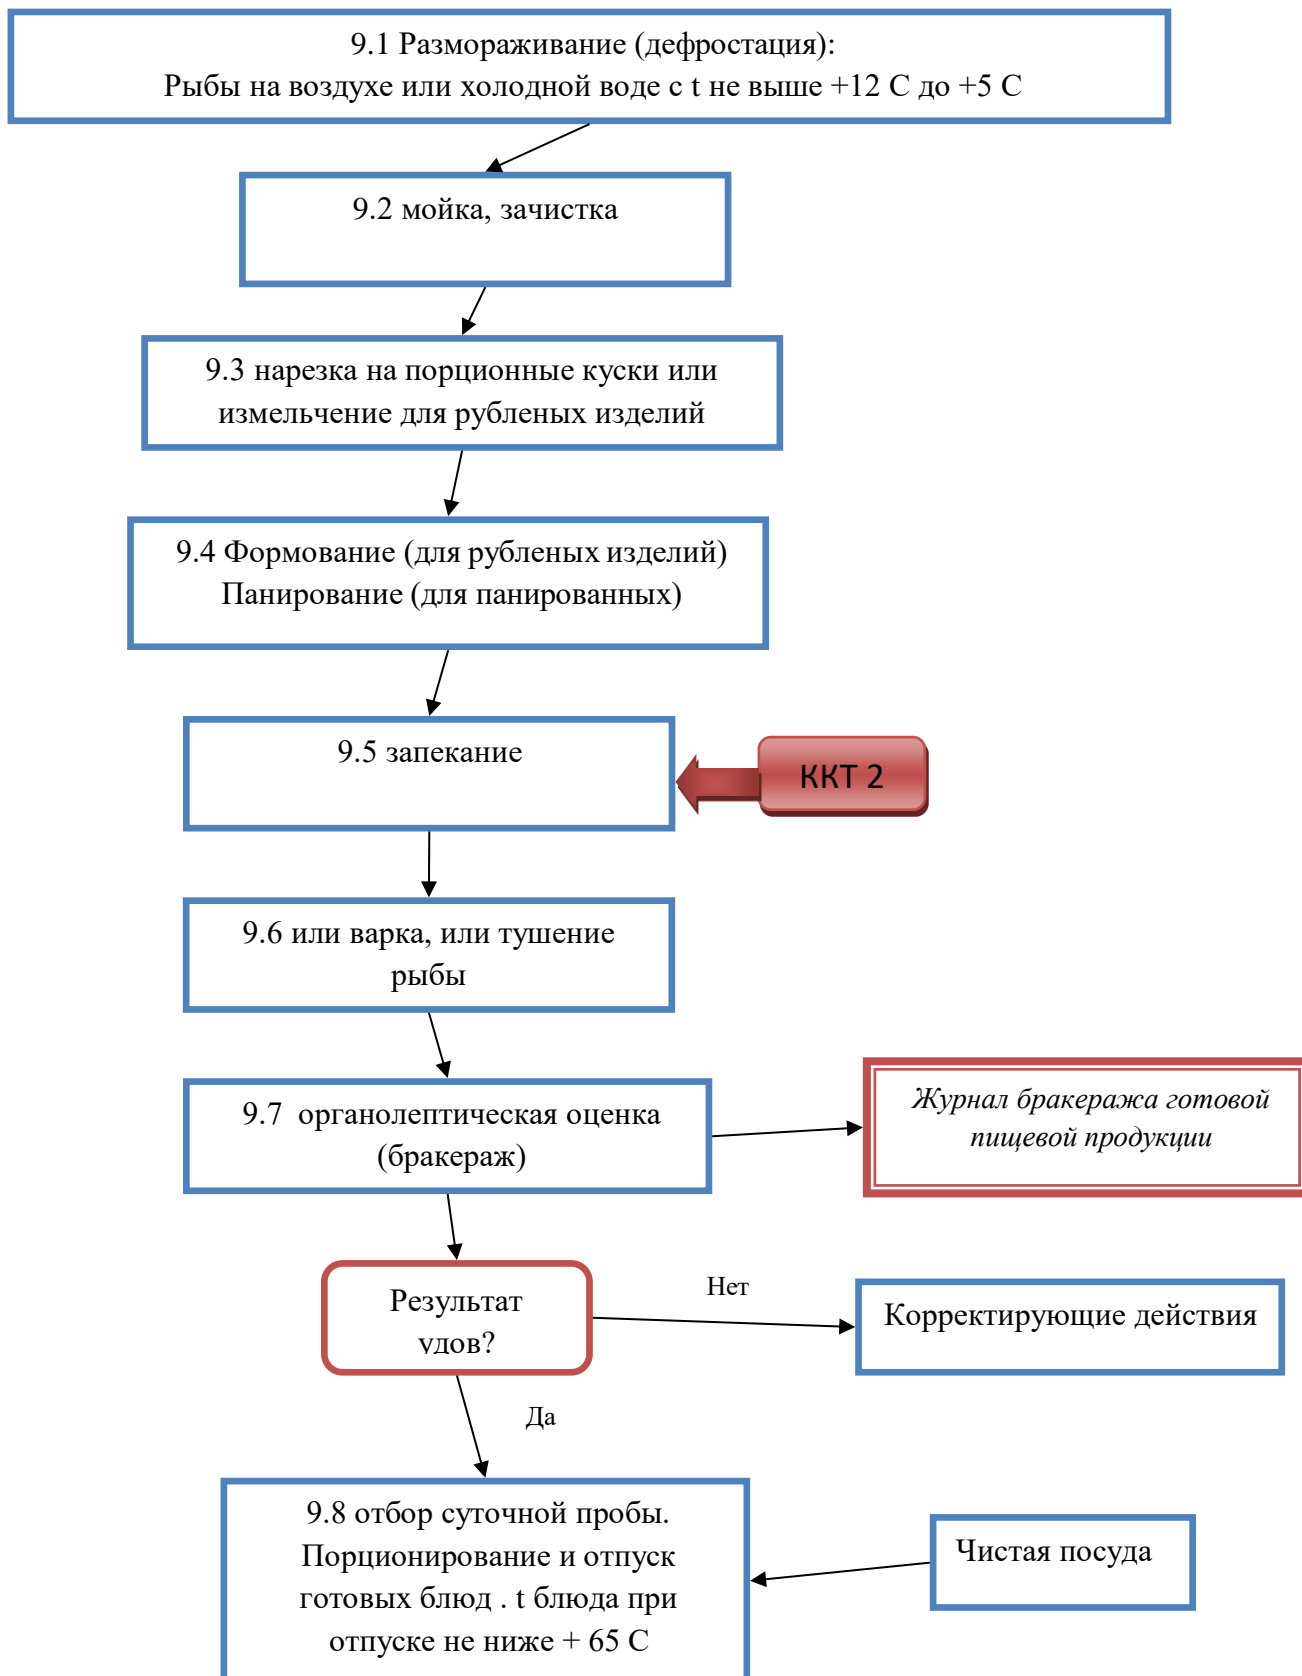 9.1 Размораживание (дефростация):
Рыбы на воздухе или холодной воде с t не выше +12 С до +5 С
9.2 мойка, зачистка
9.3 нарезка на порционные куски или
измельчение для рубленых изделий
9.4 Формование (для рубленых изделий)
Панирование (для панированных)
9.5 запекание
ККТ 2
9.6 или варка, или тушение
рыбы
9.7 органолептическая оценка
(бракераж)
Журнал бракеража готовой
пищевой продукции
Результат
удов?
Нет
Корректирующие действия
Да
9.8 отбор суточной пробы.
Порционирование и отпуск
готовых блюд . t блюда при
отпуске не ниже + 65 С
Чистая посуда